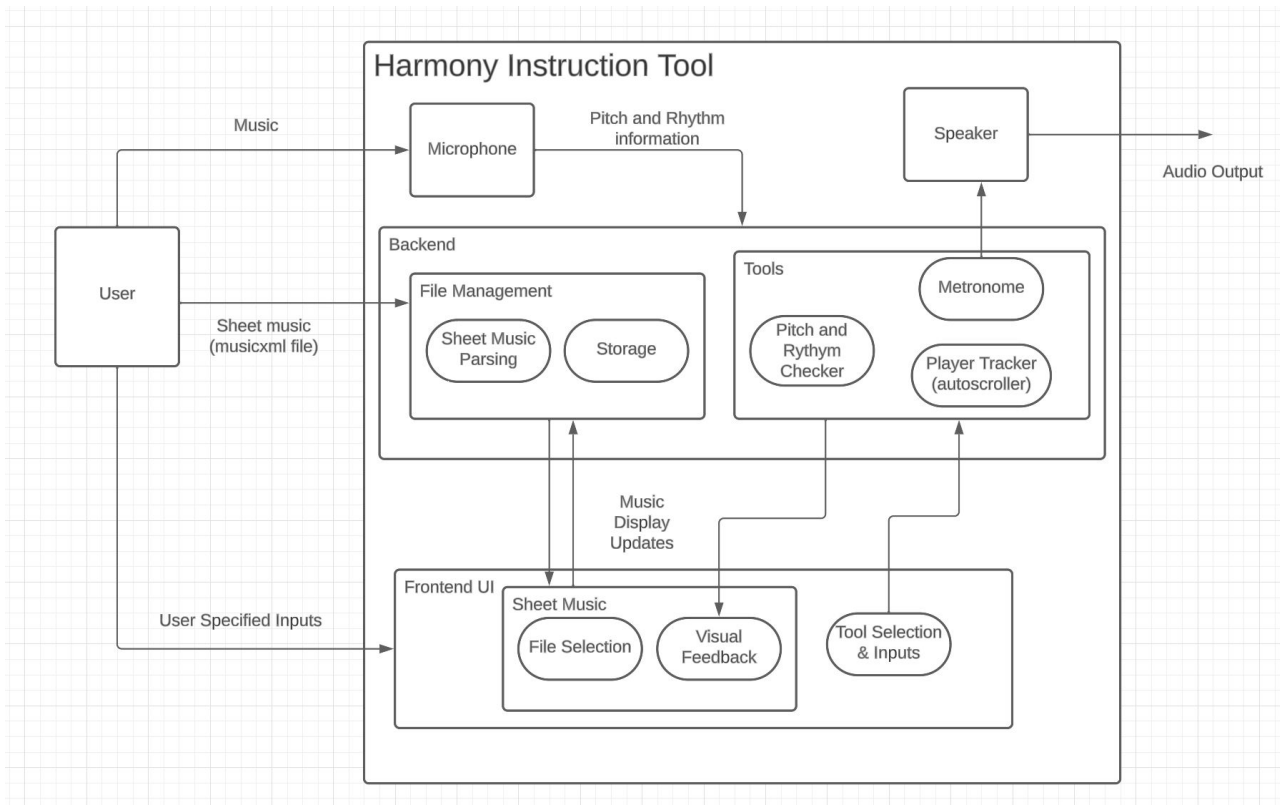 Harmony Instruction Tool
Music
Microphone
Pitch and Rhythm
information
Speaker
Audio Output
User
Sheet music
(musicxml file)
Backend
File Management
Sheet Music
Parsing
Storage
Tools
Metronome
Pitch and
Rythym
Checker
Player Tracker
(autoscroller)
Music
Display
Updates
User Specified Inputs
Frontend UI
Sheet Music
File Selection
Visual
Feedback
Tool Selection
& Inputs